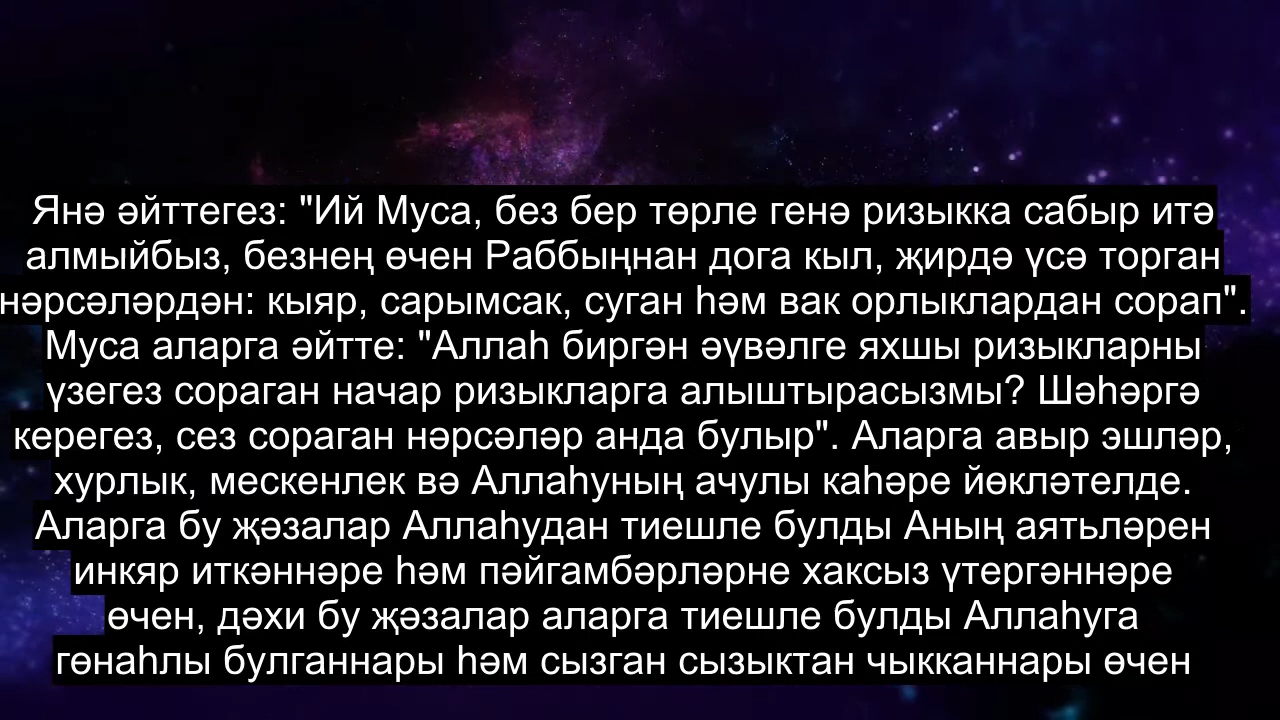 Янә әйттегез: "Ий Муса, без бер төрле генә ризыкка сабыр итә
алмыйбыз, безнең өчен Раббыңнан дога кыл, җирдә үсә торган
нәрсәләрдән: кыяр, сарымсак, суган һәм вак орлыклардан сорап".
Муса аларга әйтте: "Аллаһ биргән әүвәлге яхшы ризыкларны
үзегез сораган начар ризыкларга алыштырасызмы? Шәһәргә
керегез, сез сораган нәрсәләр анда булыр". Аларга авыр эшләр,
хурлык, мескенлек вә Аллаһуның ачулы каһәре йөкләтелде.
Аларга бу җәзалар Аллаһудан тиешле булды Аның аятьләрен
инкяр иткәннәре һәм пәйгамбәрләрне хаксыз үтергәннәре
өчен, дәхи бу җәзалар аларга тиешле булды Аллаһуга
гөнаһлы булганнары һәм сызган сызыктан чыкканнары өчен